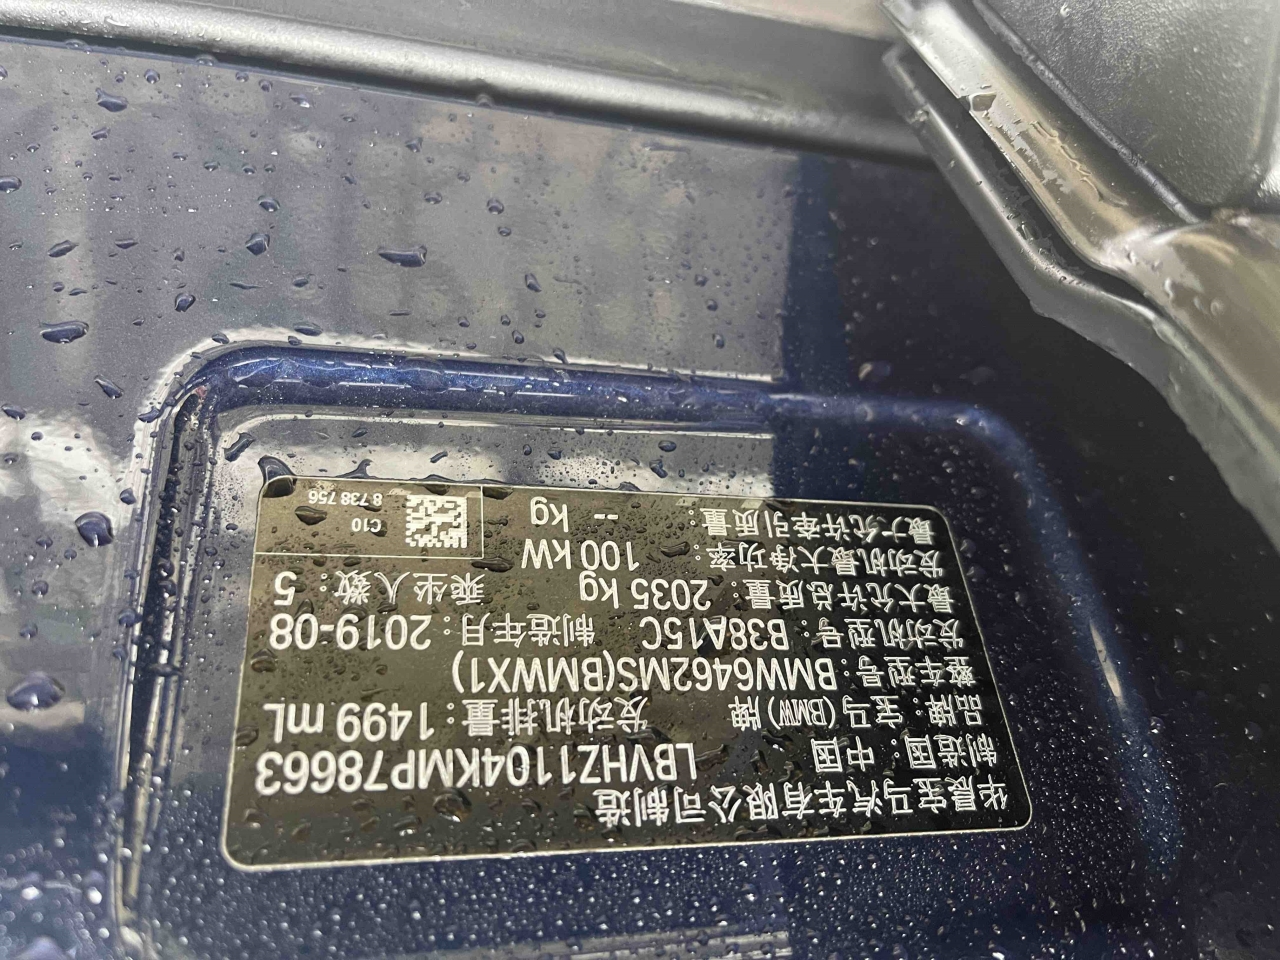 华晨宝马汽车有限公司制造
制造国：中国 LBVHZ1104KMP78663
品牌：宝马(BMW)牌 发动机排量：1499 mL
整车型号：BMW6462MS(BMWX1)
发动机型号：B38A15C 制造年月：2019-08
最大允许总质量：2035 kg 乘坐人数：5
发动机最大净功率：100 kW
最大允许牵引质量：-- kg
C10
8 738 756